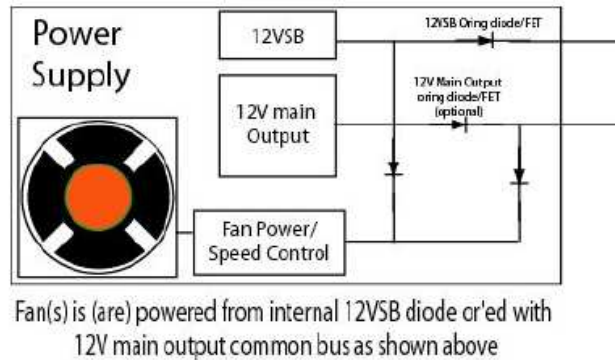 Power
Supply
12VSB
12V main
Output
12VSB Oring diode/FET
12V Main Output
oring diode/FET
(optional)
Fan Power/
Speed Control
Fan(s) is (are) powered from internal 12VSB diode or'ed with
12V main output common bus as shown above